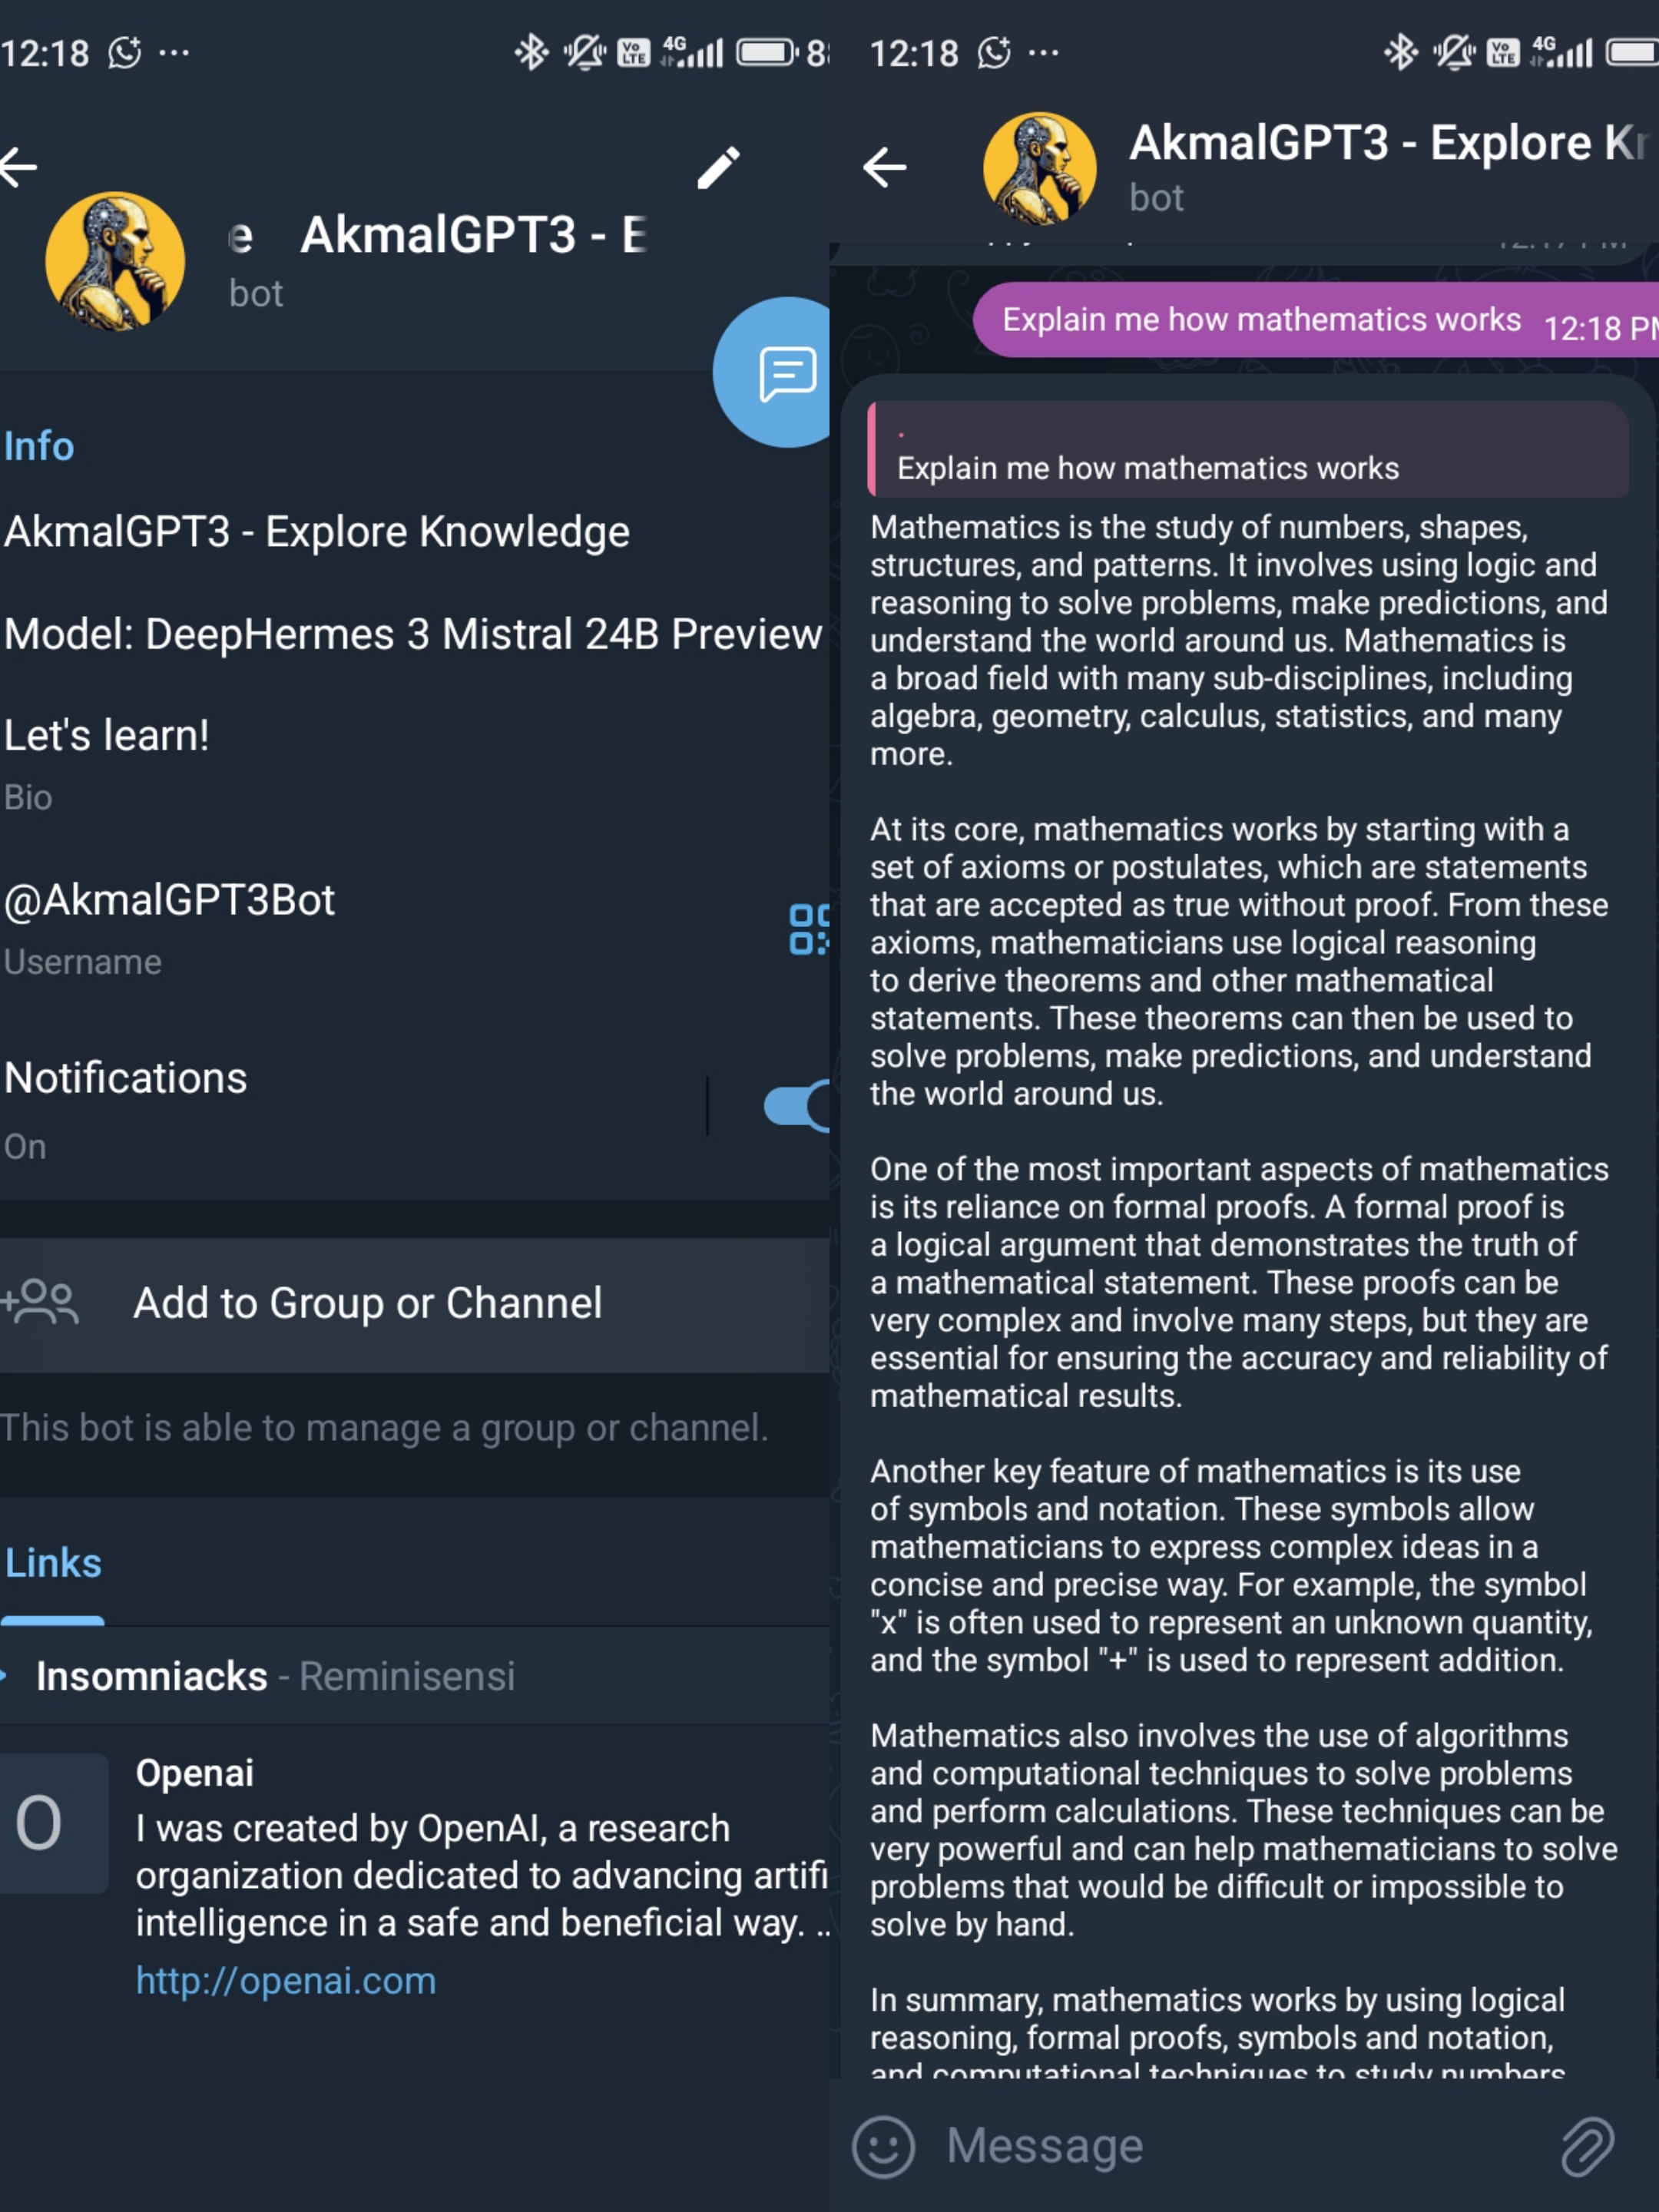 12:18
Vo LTE 4G
e AkmalGPT3 - E
bot
Info
AkmalGPT3 - Explore Knowledge
Model: DeepHermes 3 Mistral 24B Preview
Let's learn!
Bio
@AkmalGPT3Bot
Username
Notifications
On
Add to Group or Channel
This bot is able to manage a group or channel.
Links
Insomniacks - Reminisensi
O
Openai
I was created by OpenAI, a research
organization dedicated to advancing artifi
intelligence in a safe and beneficial way. ..
http://openai.com
12:18
Vo LTE 4G
AkmalGPT3 - Explore Kr
bot
Explain me how mathematics works 12:18 PM
.
Explain me how mathematics works
Mathematics is the study of numbers, shapes,
structures, and patterns. It involves using logic and
reasoning to solve problems, make predictions, and
understand the world around us. Mathematics is
a broad field with many sub-disciplines, including
algebra, geometry, calculus, statistics, and many
more.
At its core, mathematics works by starting with a
set of axioms or postulates, which are statements
that are accepted as true without proof. From these
axioms, mathematicians use logical reasoning
to derive theorems and other mathematical
statements. These theorems can then be used to
solve problems, make predictions, and understand
the world around us.
One of the most important aspects of mathematics
is its reliance on formal proofs. A formal proof is
a logical argument that demonstrates the truth of
a mathematical statement. These proofs can be
very complex and involve many steps, but they are
essential for ensuring the accuracy and reliability of
mathematical results.
Another key feature of mathematics is its use
of symbols and notation. These symbols allow
mathematicians to express complex ideas in a
concise and precise way. For example, the symbol
"x" is often used to represent an unknown quantity,
and the symbol "+" is used to represent addition.
Mathematics also involves the use of algorithms
and computational techniques to solve problems
and perform calculations. These techniques can be
very powerful and can help mathematicians to solve
problems that would be difficult or impossible to
solve by hand.
In summary, mathematics works by using logical
reasoning, formal proofs, symbols and notation,
and computational techniques to study numbers
Message